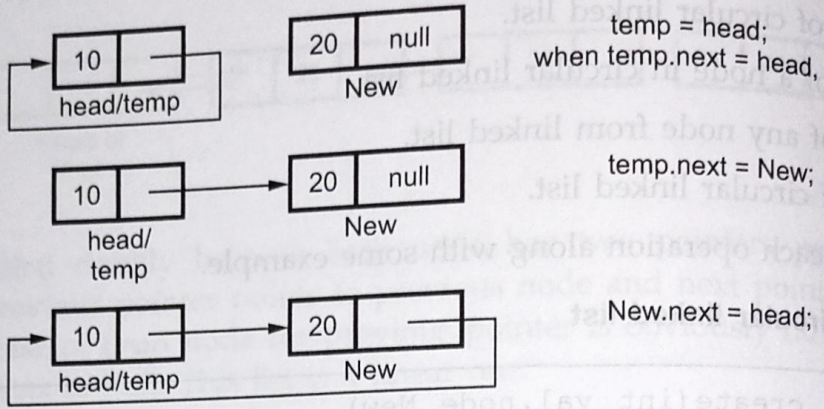 10
head/temp
20 null
New
temp = head;
when temp.next = head,
10
head/
temp
20 null
New
temp.next = New;
10
head/temp
20
New
New.next = head;